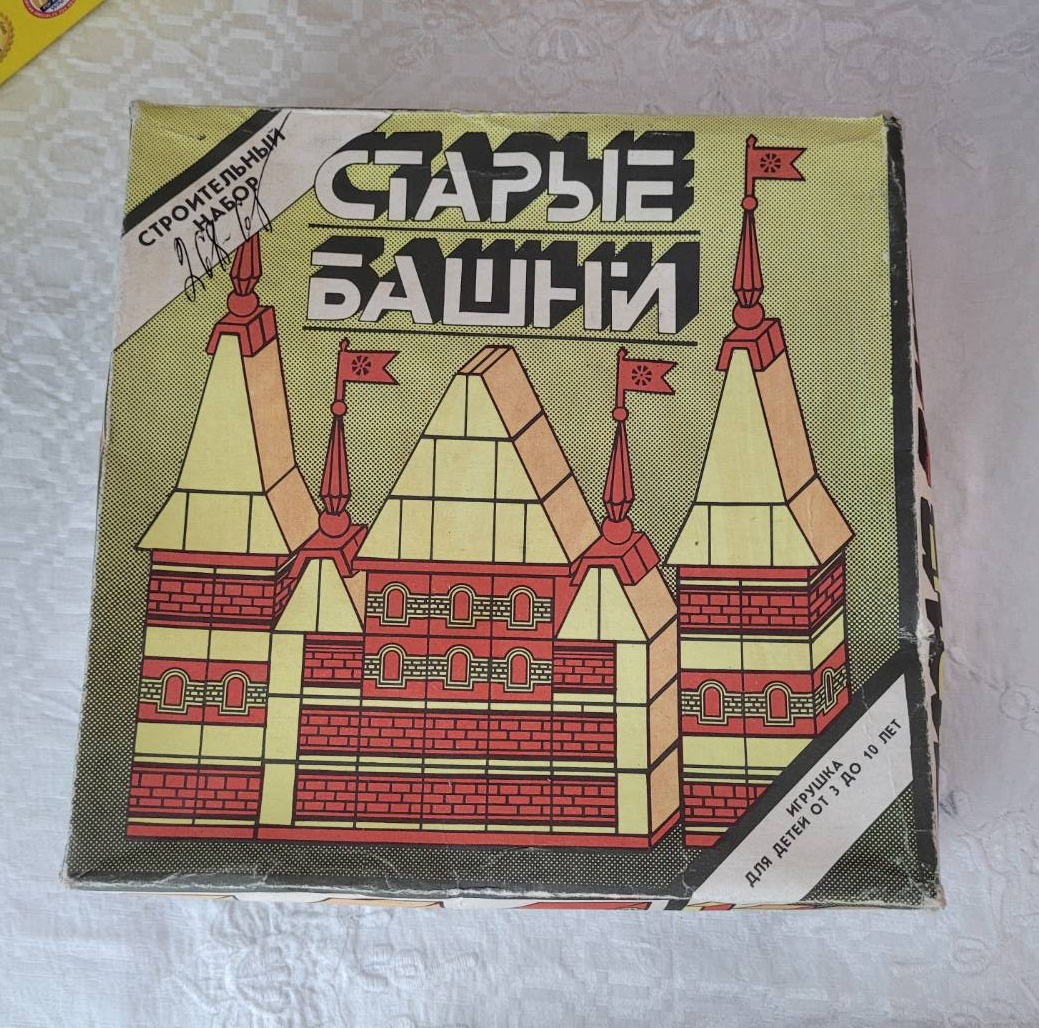 СТРОИТЕЛЬНЫЙ
НАБОР
СТАРЫЕ
БАШНИ
ИГРУШКА
ДЛЯ ДЕТЕЙ ОТ 3 ДО 10 ЛЕТ